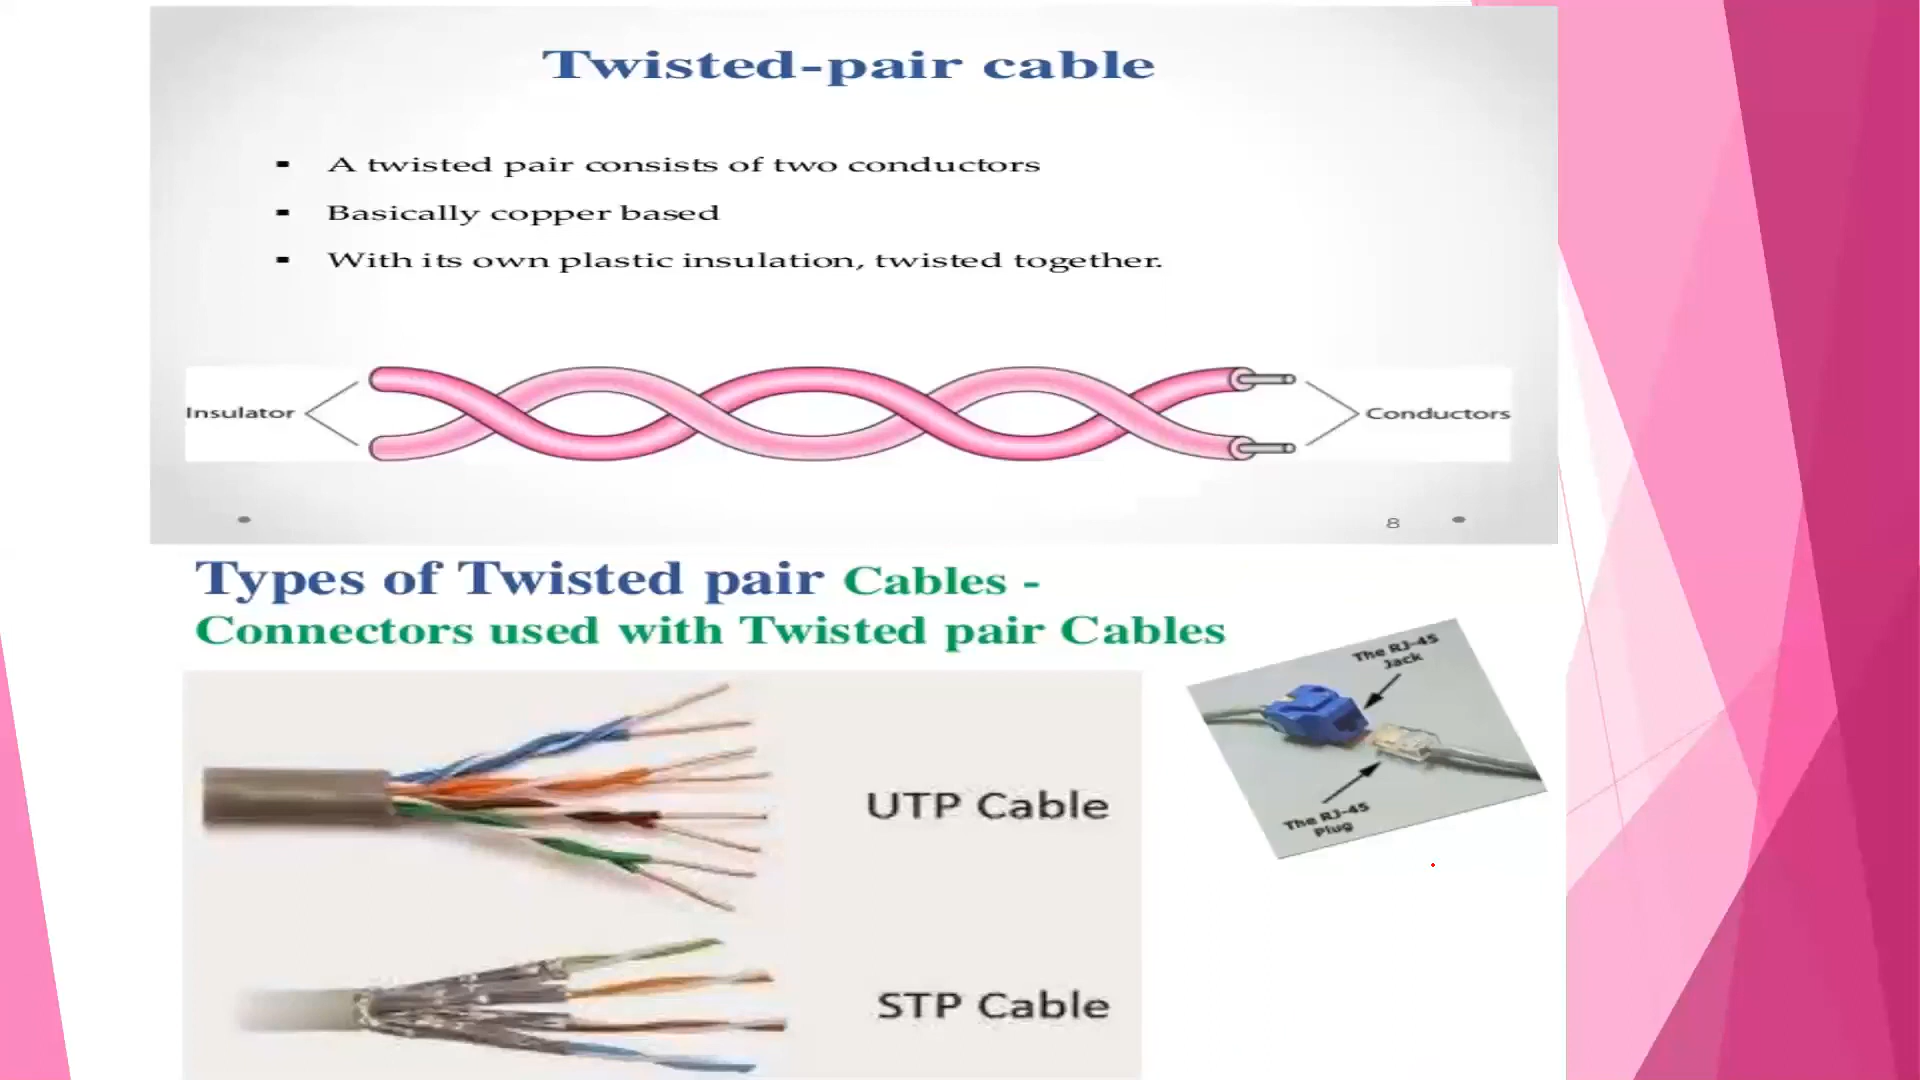 Twisted-pair cable
▪ A twisted pair consists of two conductors
▪ Basically copper based
▪ With its own plastic insulation, twisted together.
Insulator
Conductors
8
Types of Twisted pair Cables -
Connectors used with Twisted pair Cables
The RJ-45
Jack
UTP Cable
The RJ-45
Plug
STP Cable